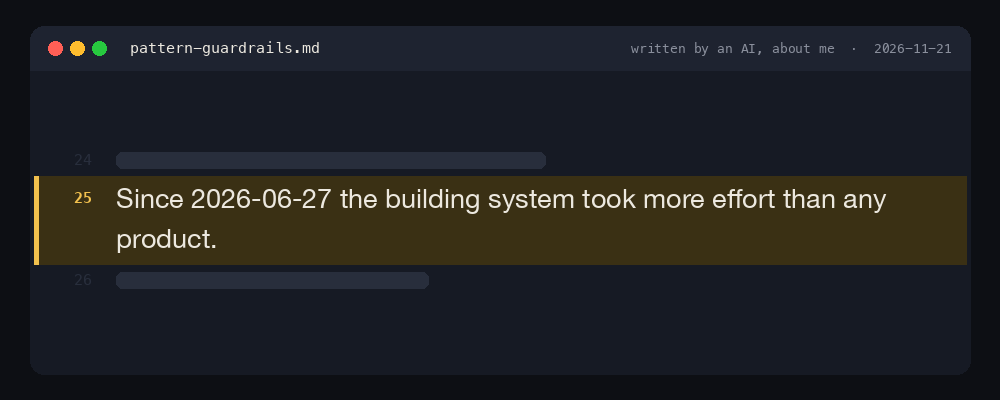 pattern-guardrails.md
written by an AI, about me · 2026-11-21
24
25 Since 2026-06-27 the building system took more effort than any
product.
26